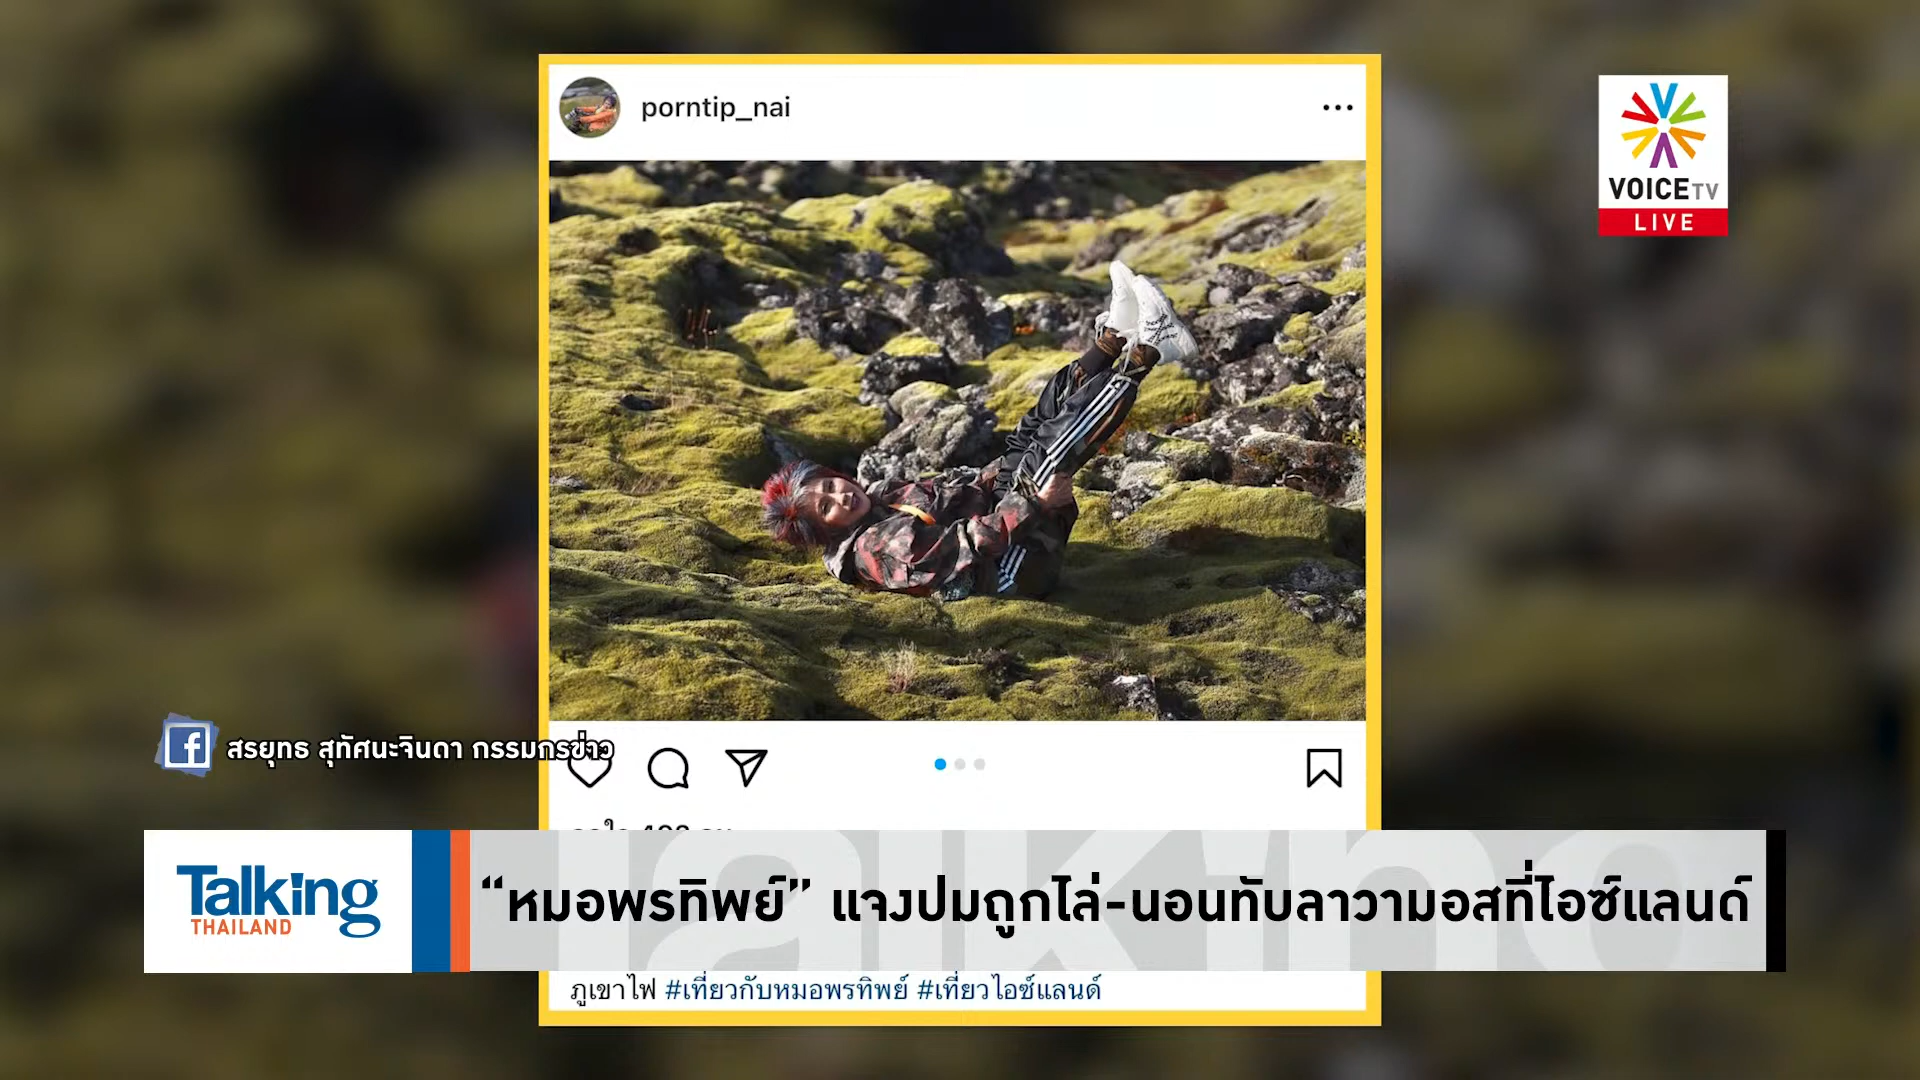 porntip_nai
VOICE TV
LIVE
สรยุทธ สุทัศนะจินดา กรรมกรข่าว
Talking
THAILAND
“หมอพรทิพย์” แจงปมถูกไล่-นอนทับลาวามอสที่ไอซ์แลนด์
ภูเขาไฟ #เที่ยวกับหมอพรทิพย์ #เที่ยวไอซ์แลนด์